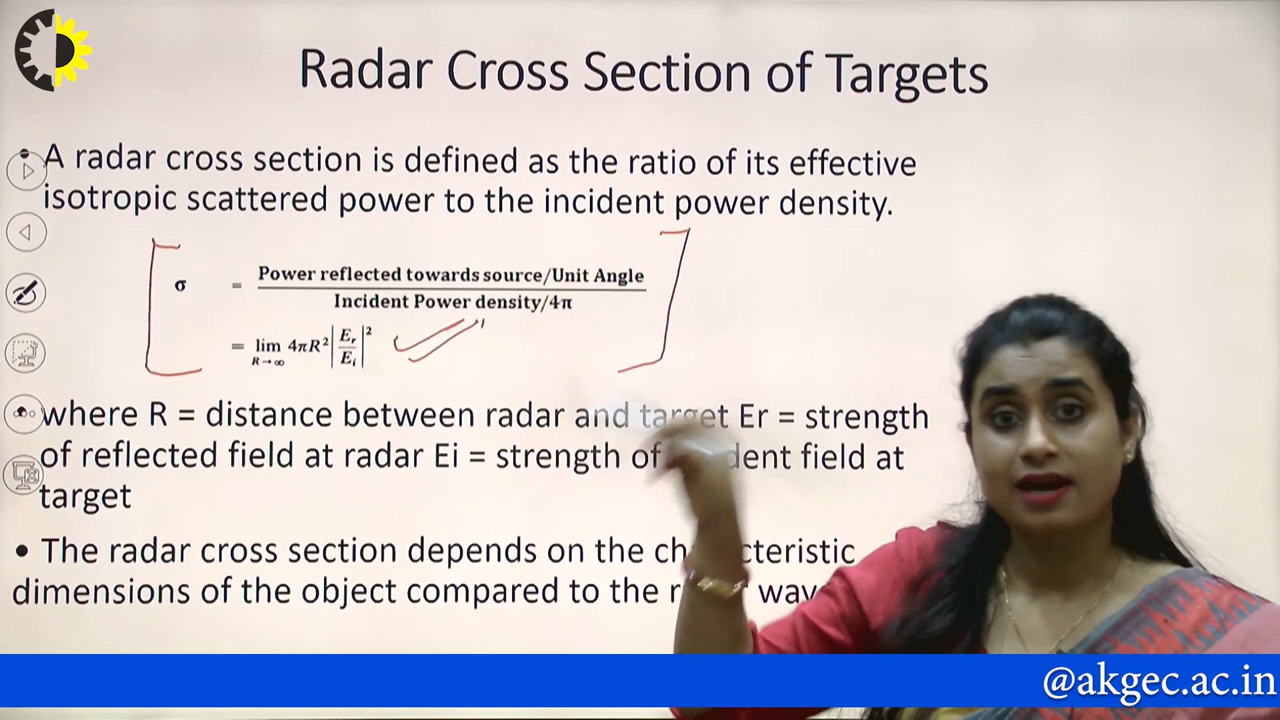 Radar Cross Section of Targets
• A radar cross section is defined as the ratio of its effective
isotropic scattered power to the incident power density.
σ = Power reflected towards source/Unit Angle
Incident Power density/4π
= lim R→∞ 4πR² |Er/Ei|²
where R = distance between radar and target Er = strength
of reflected field at radar Ei = strength of field at
target
• The radar cross section depends on the
dimensions of the object compared to the
@akgec.ac.in